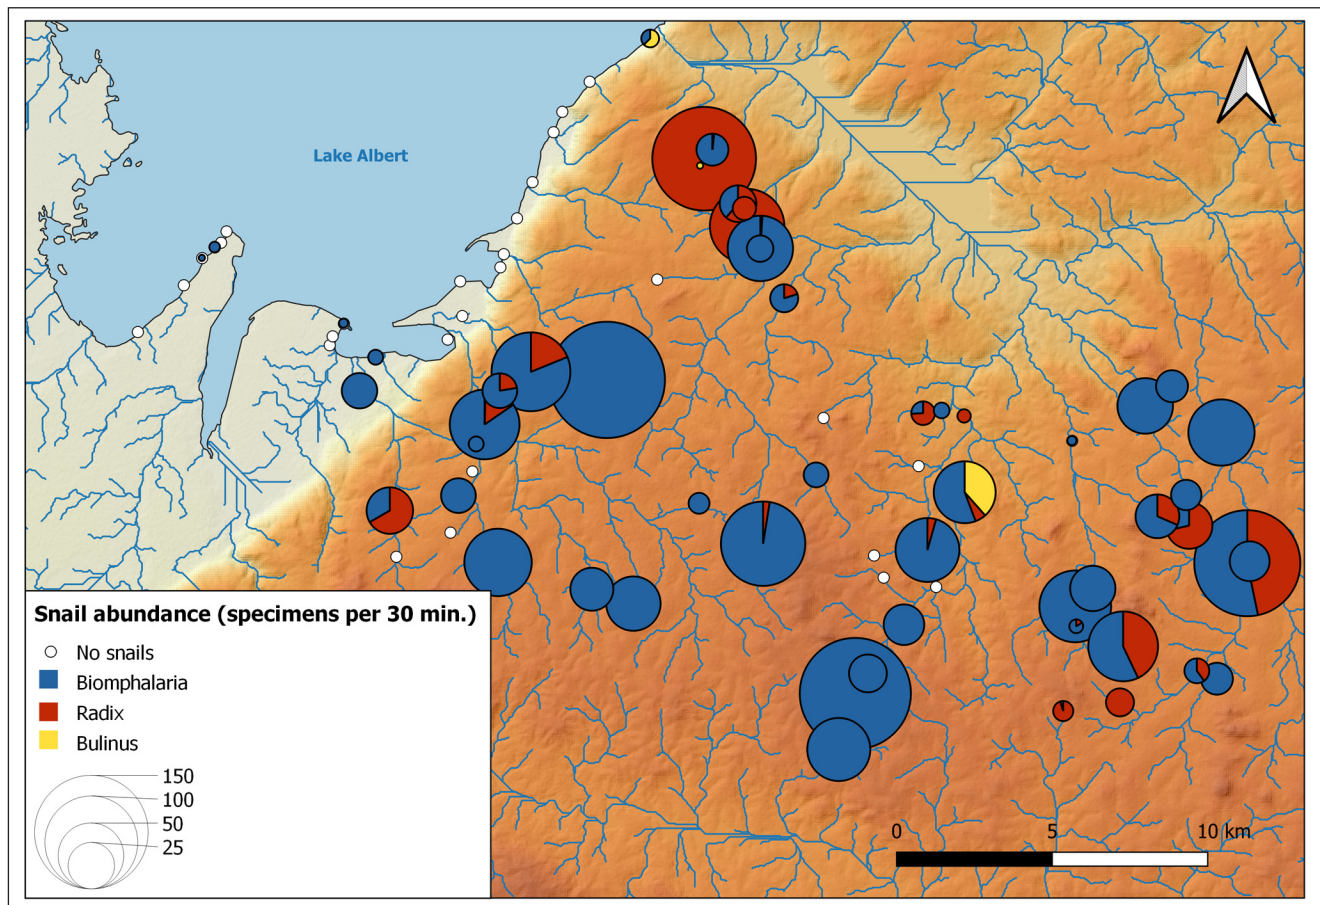 Lake Albert
Snail abundance (specimens per 30 min.)
No snails
Biomphalaria
Radix
Bulinus
150
100
50
25
0 5 10 km